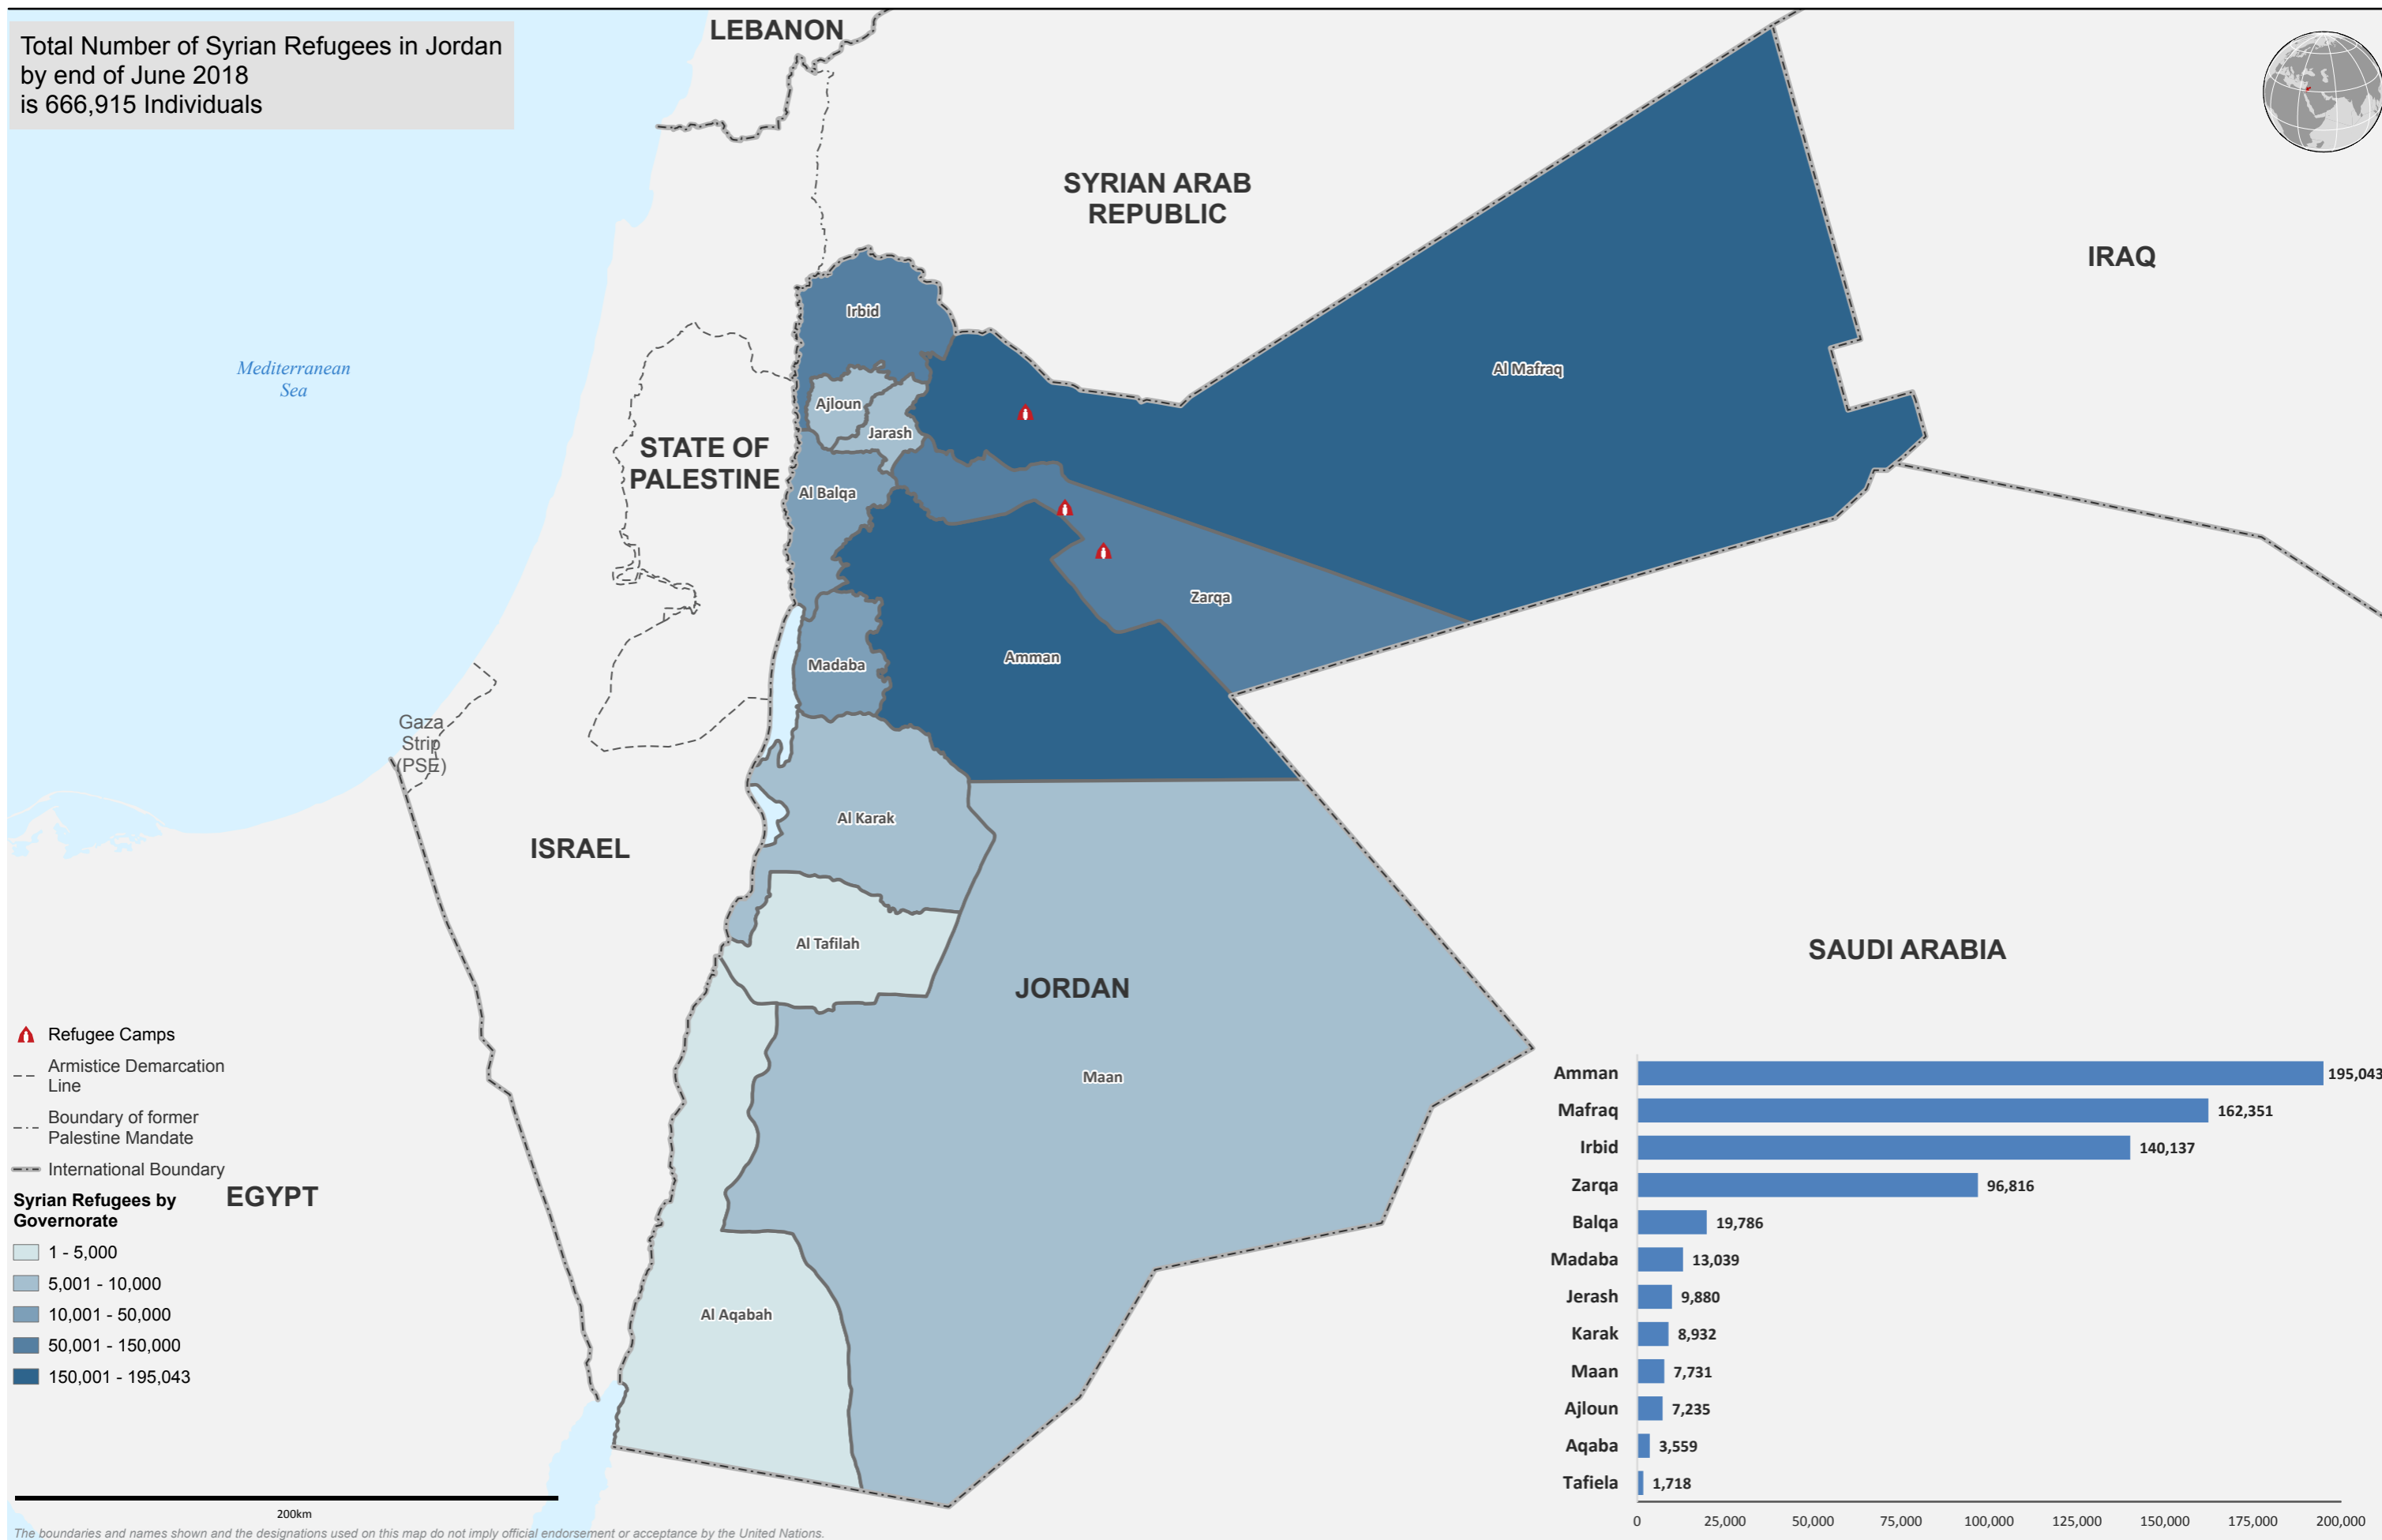 Total Number of Syrian Refugees in Jordan
by end of June 2018
is 666,915 Individuals
LEBANON
SYRIAN ARAB
REPUBLIC
IRAQ
Irbid
Mediterranean
Sea
Al Mafraq
Ajloun
Jarash
STATE OF
PALESTINE
Al Balqa
Zarqa
Amman
Madaba
Gaza
Strip
(PSE)
Al Karak
ISRAEL
Al Tafilah
SAUDI ARABIA
JORDAN
Maan
Al Aqabah
EGYPT
Refugee Camps
Armistice Demarcation
Line
Boundary of former
Palestine Mandate
International Boundary
Syrian Refugees by
Governorate
1 - 5,000
5,001 - 10,000
10,001 - 50,000
50,001 - 150,000
150,001 - 195,043
200km
The boundaries and names shown and the designations used on this map do not imply official endorsement or acceptance by the United Nations.
Amman 195,043
Mafraq 162,351
Irbid 140,137
Zarqa 96,816
Balqa 19,786
Madaba 13,039
Jerash 9,880
Karak 8,932
Maan 7,731
Ajloun 7,235
Aqaba 3,559
Tafiela 1,718
0 25,000 50,000 75,000 100,000 125,000 150,000 175,000 200,000